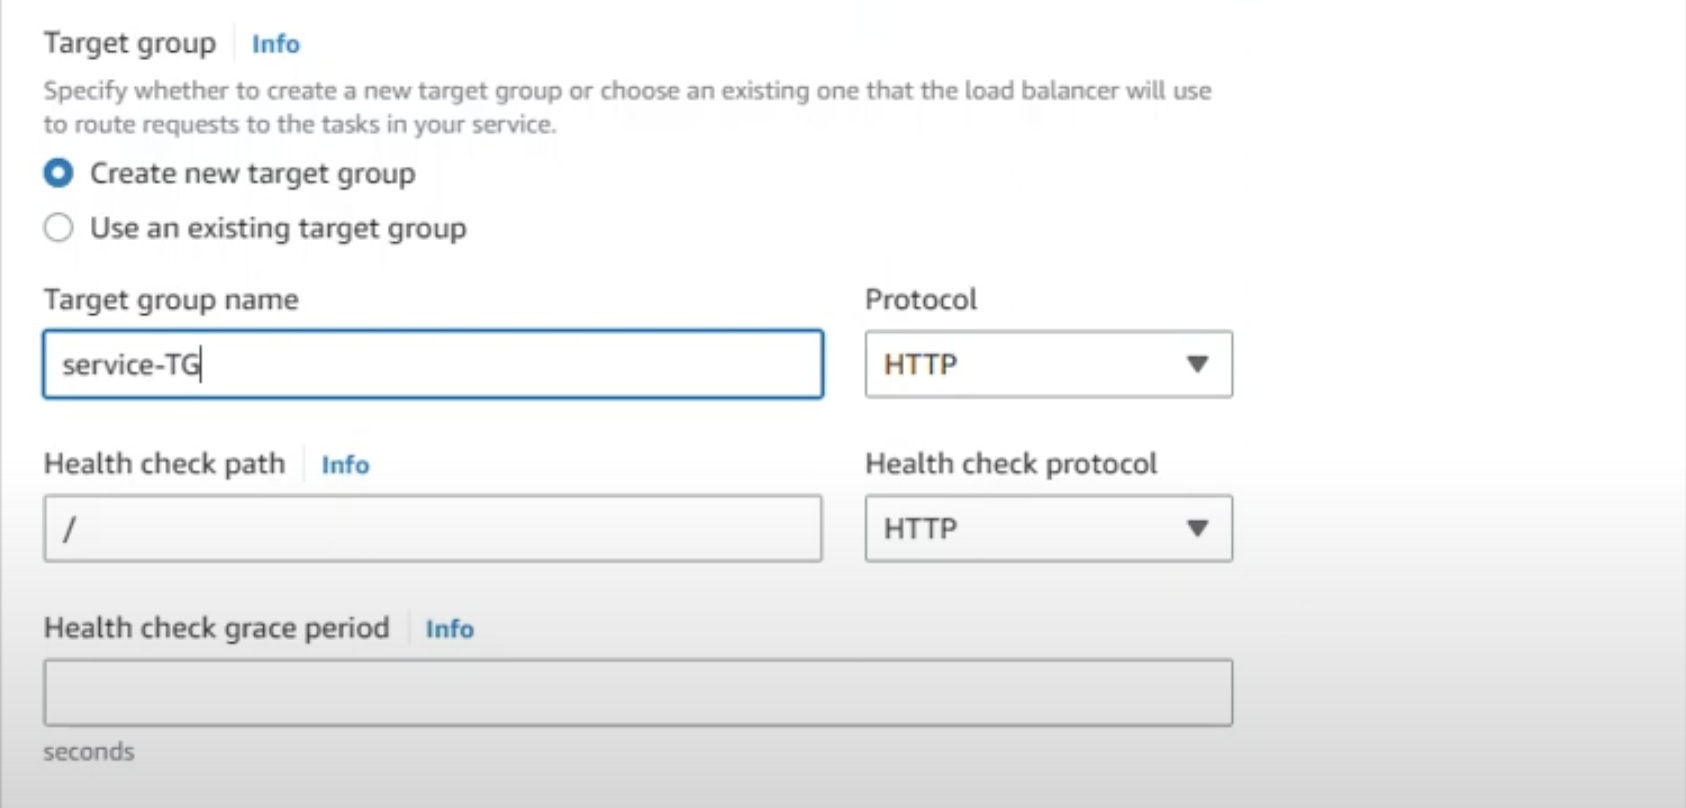 Target group Info
Specify whether to create a new target group or choose an existing one that the load balancer will use
to route requests to the tasks in your service.
Create new target group
Use an existing target group
Target group name Protocol
service-TG HTTP
Health check path Info Health check protocol
/ HTTP
Health check grace period Info
seconds